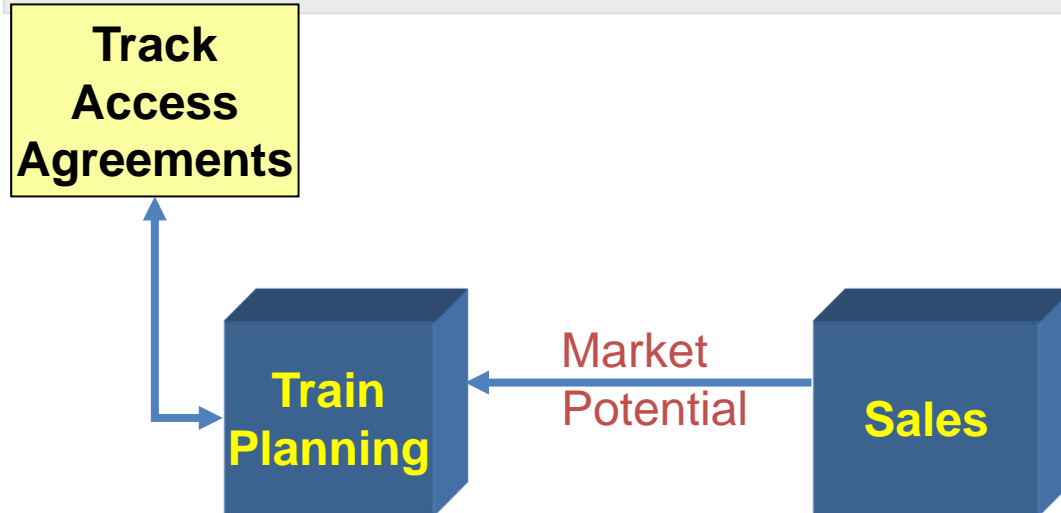 Track
Access
Agreements
Market
Potential
Train
Planning
Sales